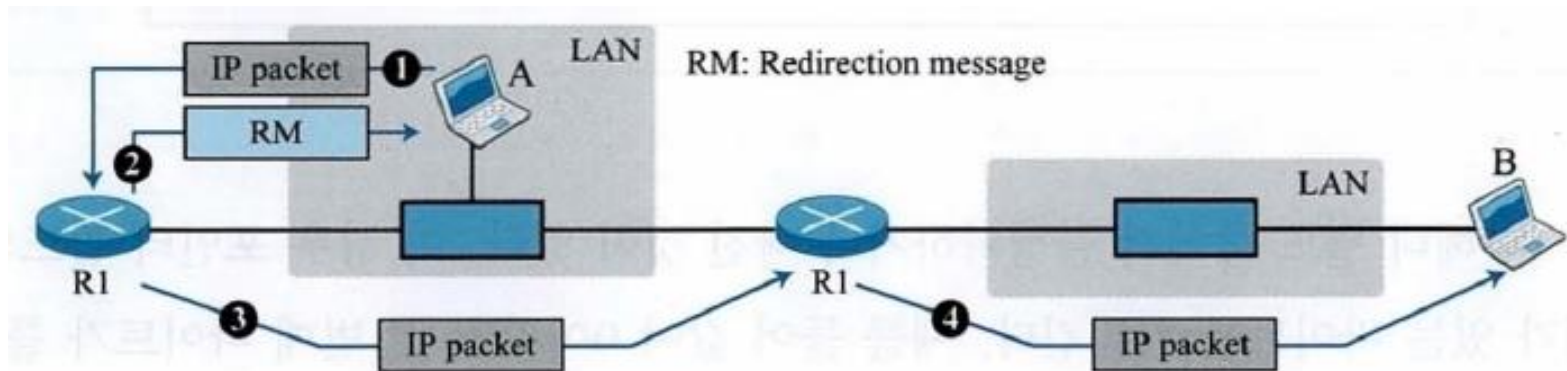 IP packet
1
A
LAN
RM: Redirection message
RM
2
R1
R1
LAN
B
3
IP packet
4
IP packet